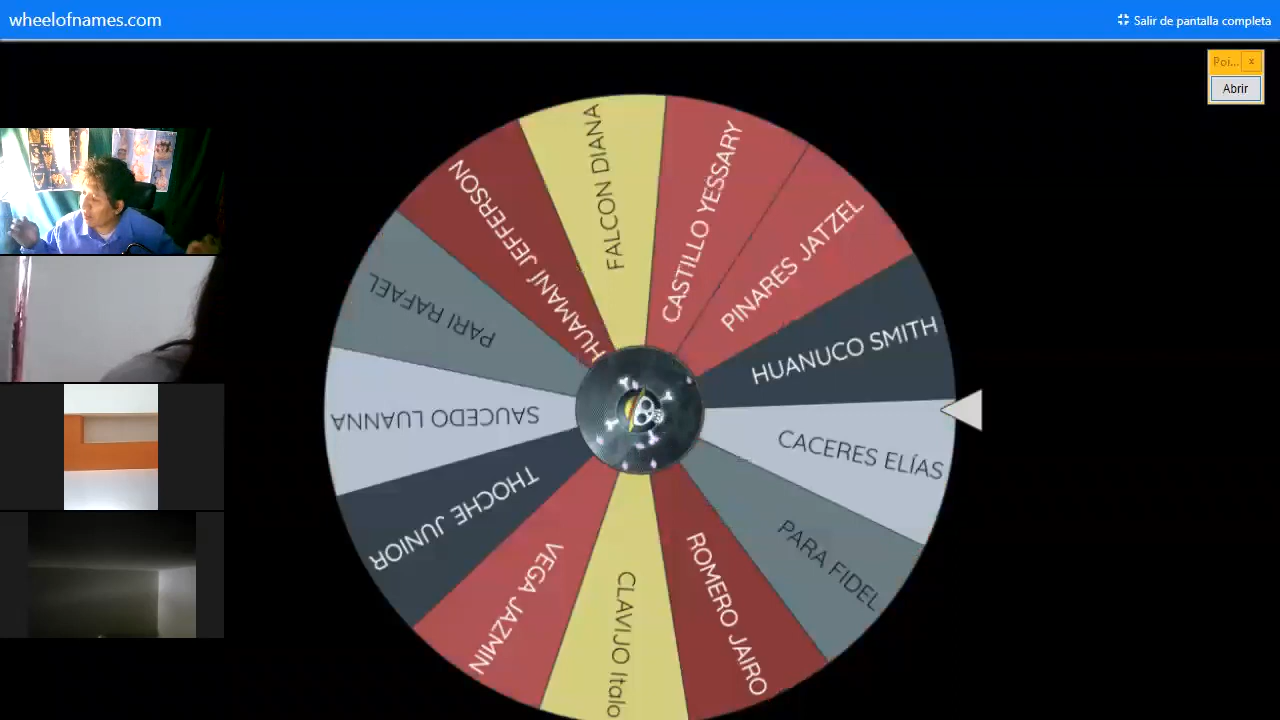 wheelofnames.com
Salir de pantalla completa
Poi... x
Abrir
FALCON DIANA
CASTILLO YESSARY
PINARES JATZEL
HUANUCO SMITH
CACERES ELÍAS
PARA FIDEL
ROMERO JAIRO
CLAVIJO Italo
VEGA JAZMIN
THOCHE JUNIOR
SAUCEDO LUANNA
PARI RAFAEL
HUAMANÍ JEFFERSON